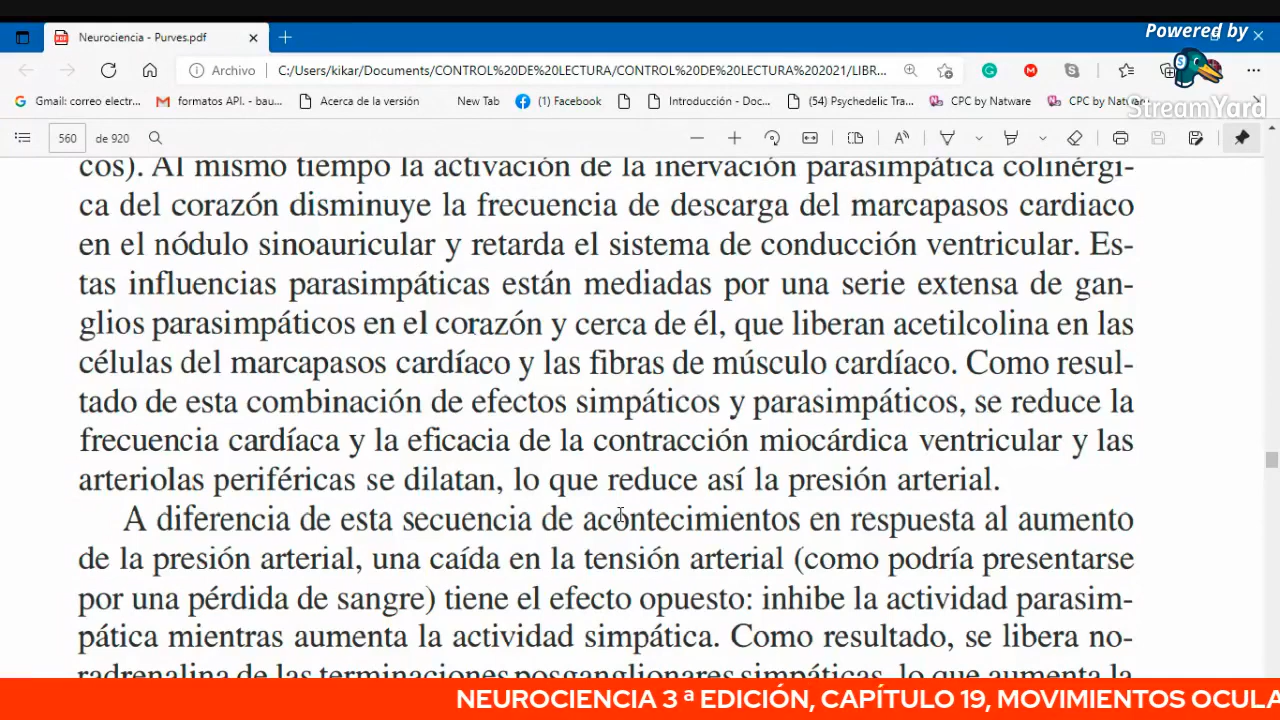 Powered by
Neurociencia - Purves.pdf
Archivo
C:/Users/kikar/Documents/CONTROL%20DE%20LECTURA/CONTROL%20DE%20LECTURA%202021/LIBR...
Gmail: correo electr...
formatos API. - bau...
Acerca de la versión
New Tab
(1) Facebook
Introducción - Doc...
(54) Psychedelic Tra...
CPC by Natware
CPC by Natware
StreamYard
560
de 920
cos). Al mismo tiempo la activación de la inervación parasimpática colinérgi-
ca del corazón disminuye la frecuencia de descarga del marcapasos cardiaco
en el nódulo sinoauricular y retarda el sistema de conducción ventricular. Es-
tas influencias parasimpáticas están mediadas por una serie extensa de gan-
glios parasimpáticos en el corazón y cerca de él, que liberan acetilcolina en las
células del marcapasos cardíaco y las fibras de músculo cardíaco. Como resul-
tado de esta combinación de efectos simpáticos y parasimpáticos, se reduce la
frecuencia cardíaca y la eficacia de la contracción miocárdica ventricular y las
arteriolas periféricas se dilatan, lo que reduce así la presión arterial.
A diferencia de esta secuencia de acontecimientos en respuesta al aumento
de la presión arterial, una caída en la tensión arterial (como podría presentarse
por una pérdida de sangre) tiene el efecto opuesto: inhibe la actividad parasim-
pática mientras aumenta la actividad simpática. Como resultado, se libera no-
radrenalina de las terminaciones posganglionares simpáticas, lo que aumenta la
NEUROCIENCIA 3 ª EDICIÓN, CAPÍTULO 19, MOVIMIENTOS OCULA